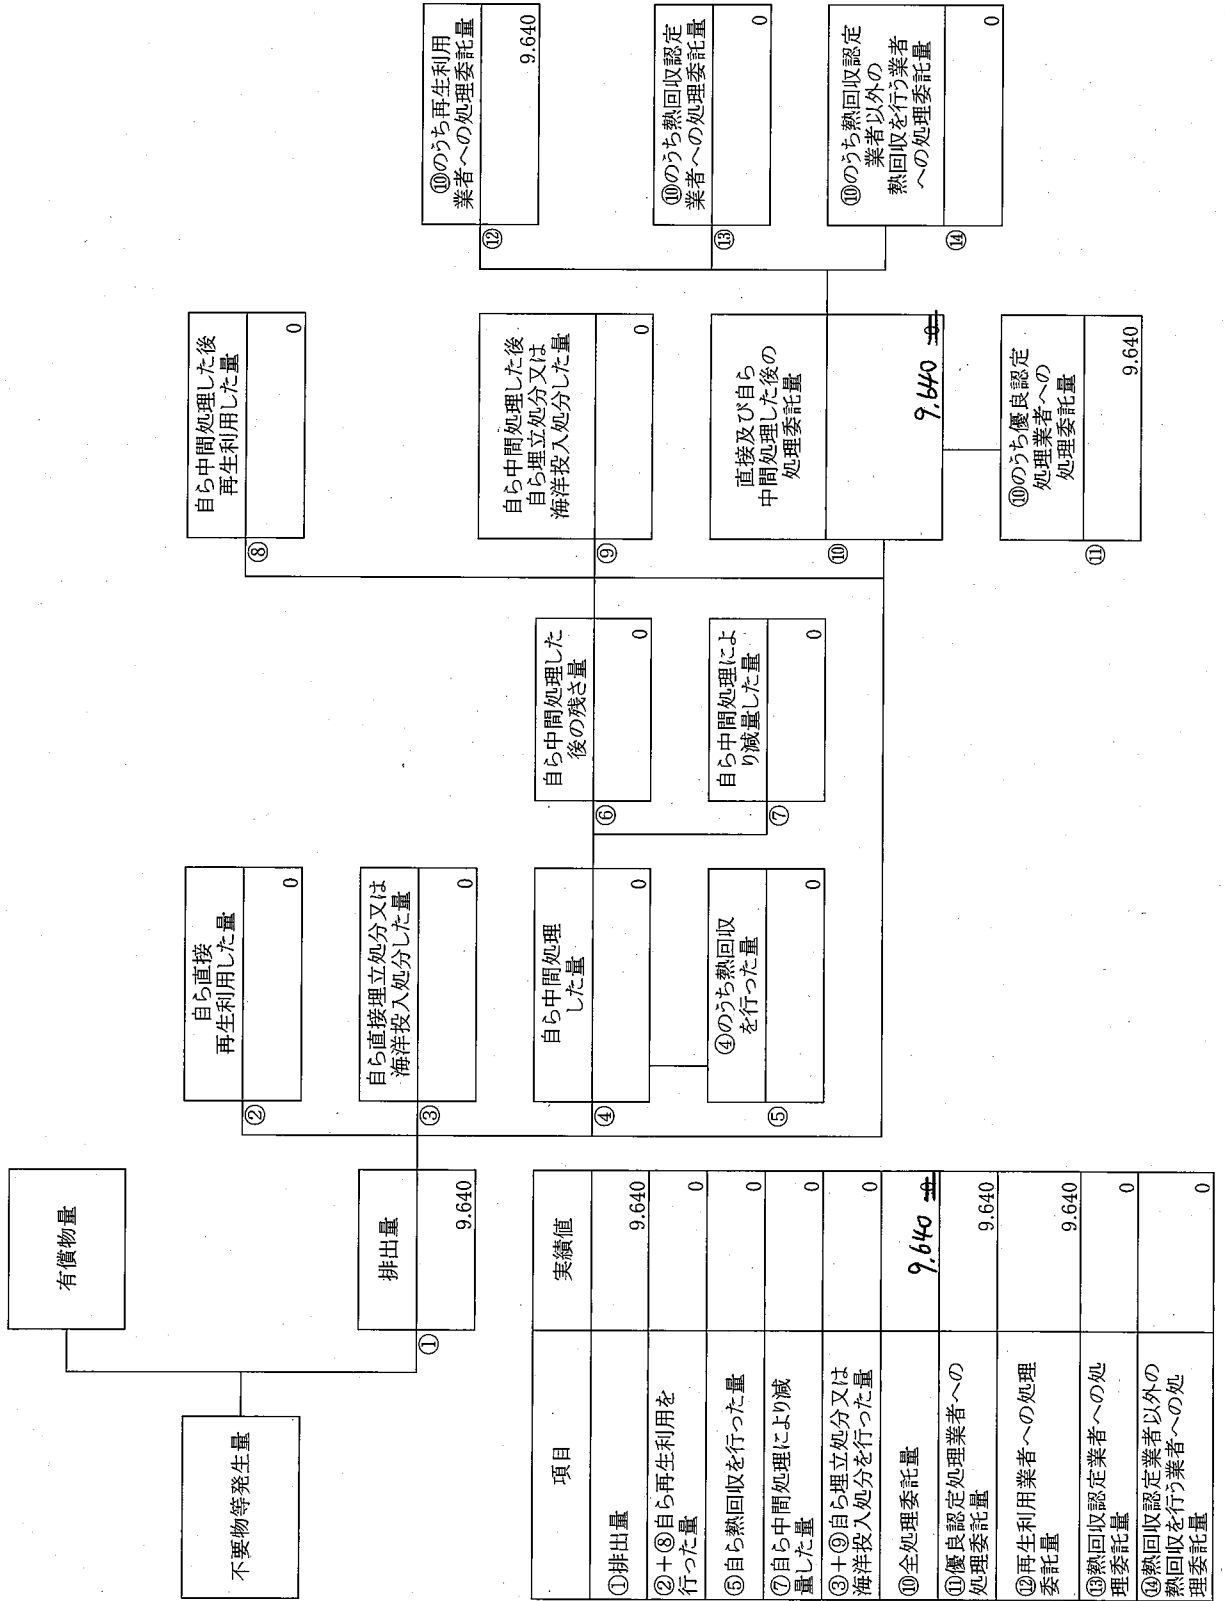 不要物等発生量
有償物量
①
排出量
9.640
②
自ら直接
再生利用した量
0
③
自ら直接埋立処分又は
海洋投入処分した量
0
④
自ら中間処理
した量
0
⑤
④のうち熱回収
を行った量
0
⑥
自ら中間処理した
後の残さ量
0
⑦
自ら中間処理によ
り減量した量
0
⑧
自ら中間処理した後
再生利用した量
0
⑨
自ら中間処理した後
自ら埋立処分又は
海洋投入処分した量
0
⑩
直接及び自ら
中間処理した後の
処理委託量
9.640 0
⑪
⑩のうち優良認定
処理業者への
処理委託量
9.640
⑫
⑩のうち再生利用
業者への処理委託量
9.640
⑬
⑩のうち熱回収認定
業者への処理委託量
0
⑭
⑩のうち熱回収認定
業者以外の
熱回収を行う業者
への処理委託量
0
項目 実績値
①排出量 9.640
②+⑧自ら再生利用を
行った量 0
⑤自ら熱回収を行った量 0
⑦自ら中間処理により減
量した量 0
③+⑨自ら埋立処分又は
海洋投入処分を行った量 0
⑩全処理委託量 9.640 0
⑪優良認定処理業者への
処理委託量 9.640
⑫再生利用業者への処理
委託量 9.640
⑬熱回収認定業者への処
理委託量 0
⑭熱回収認定業者以外の
熱回収を行う業者への処
理委託量 0